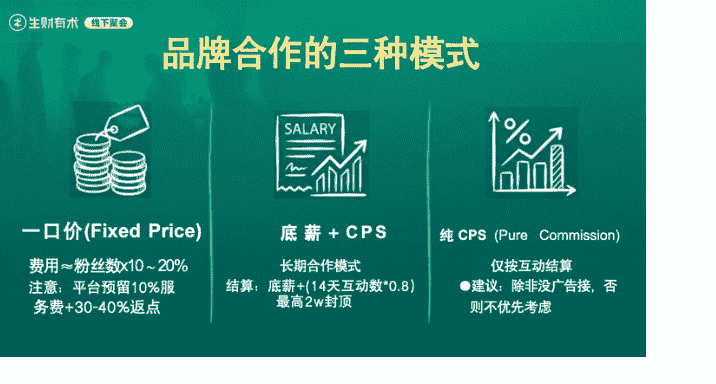 生财有术 线下聚会
品牌合作的三种模式
一口价(Fixed Price)
费用≈粉丝数x10~20%
注意：平台预留10%服
务费+30-40%返点
SALARY
底薪+CPS
长期合作模式
结算：底薪+(14天互动数*0.8)
最高2w封顶
%
纯 CPS (Pure Commission)
仅按互动结算
●建议：除非没广告接，否
则不优先考虑